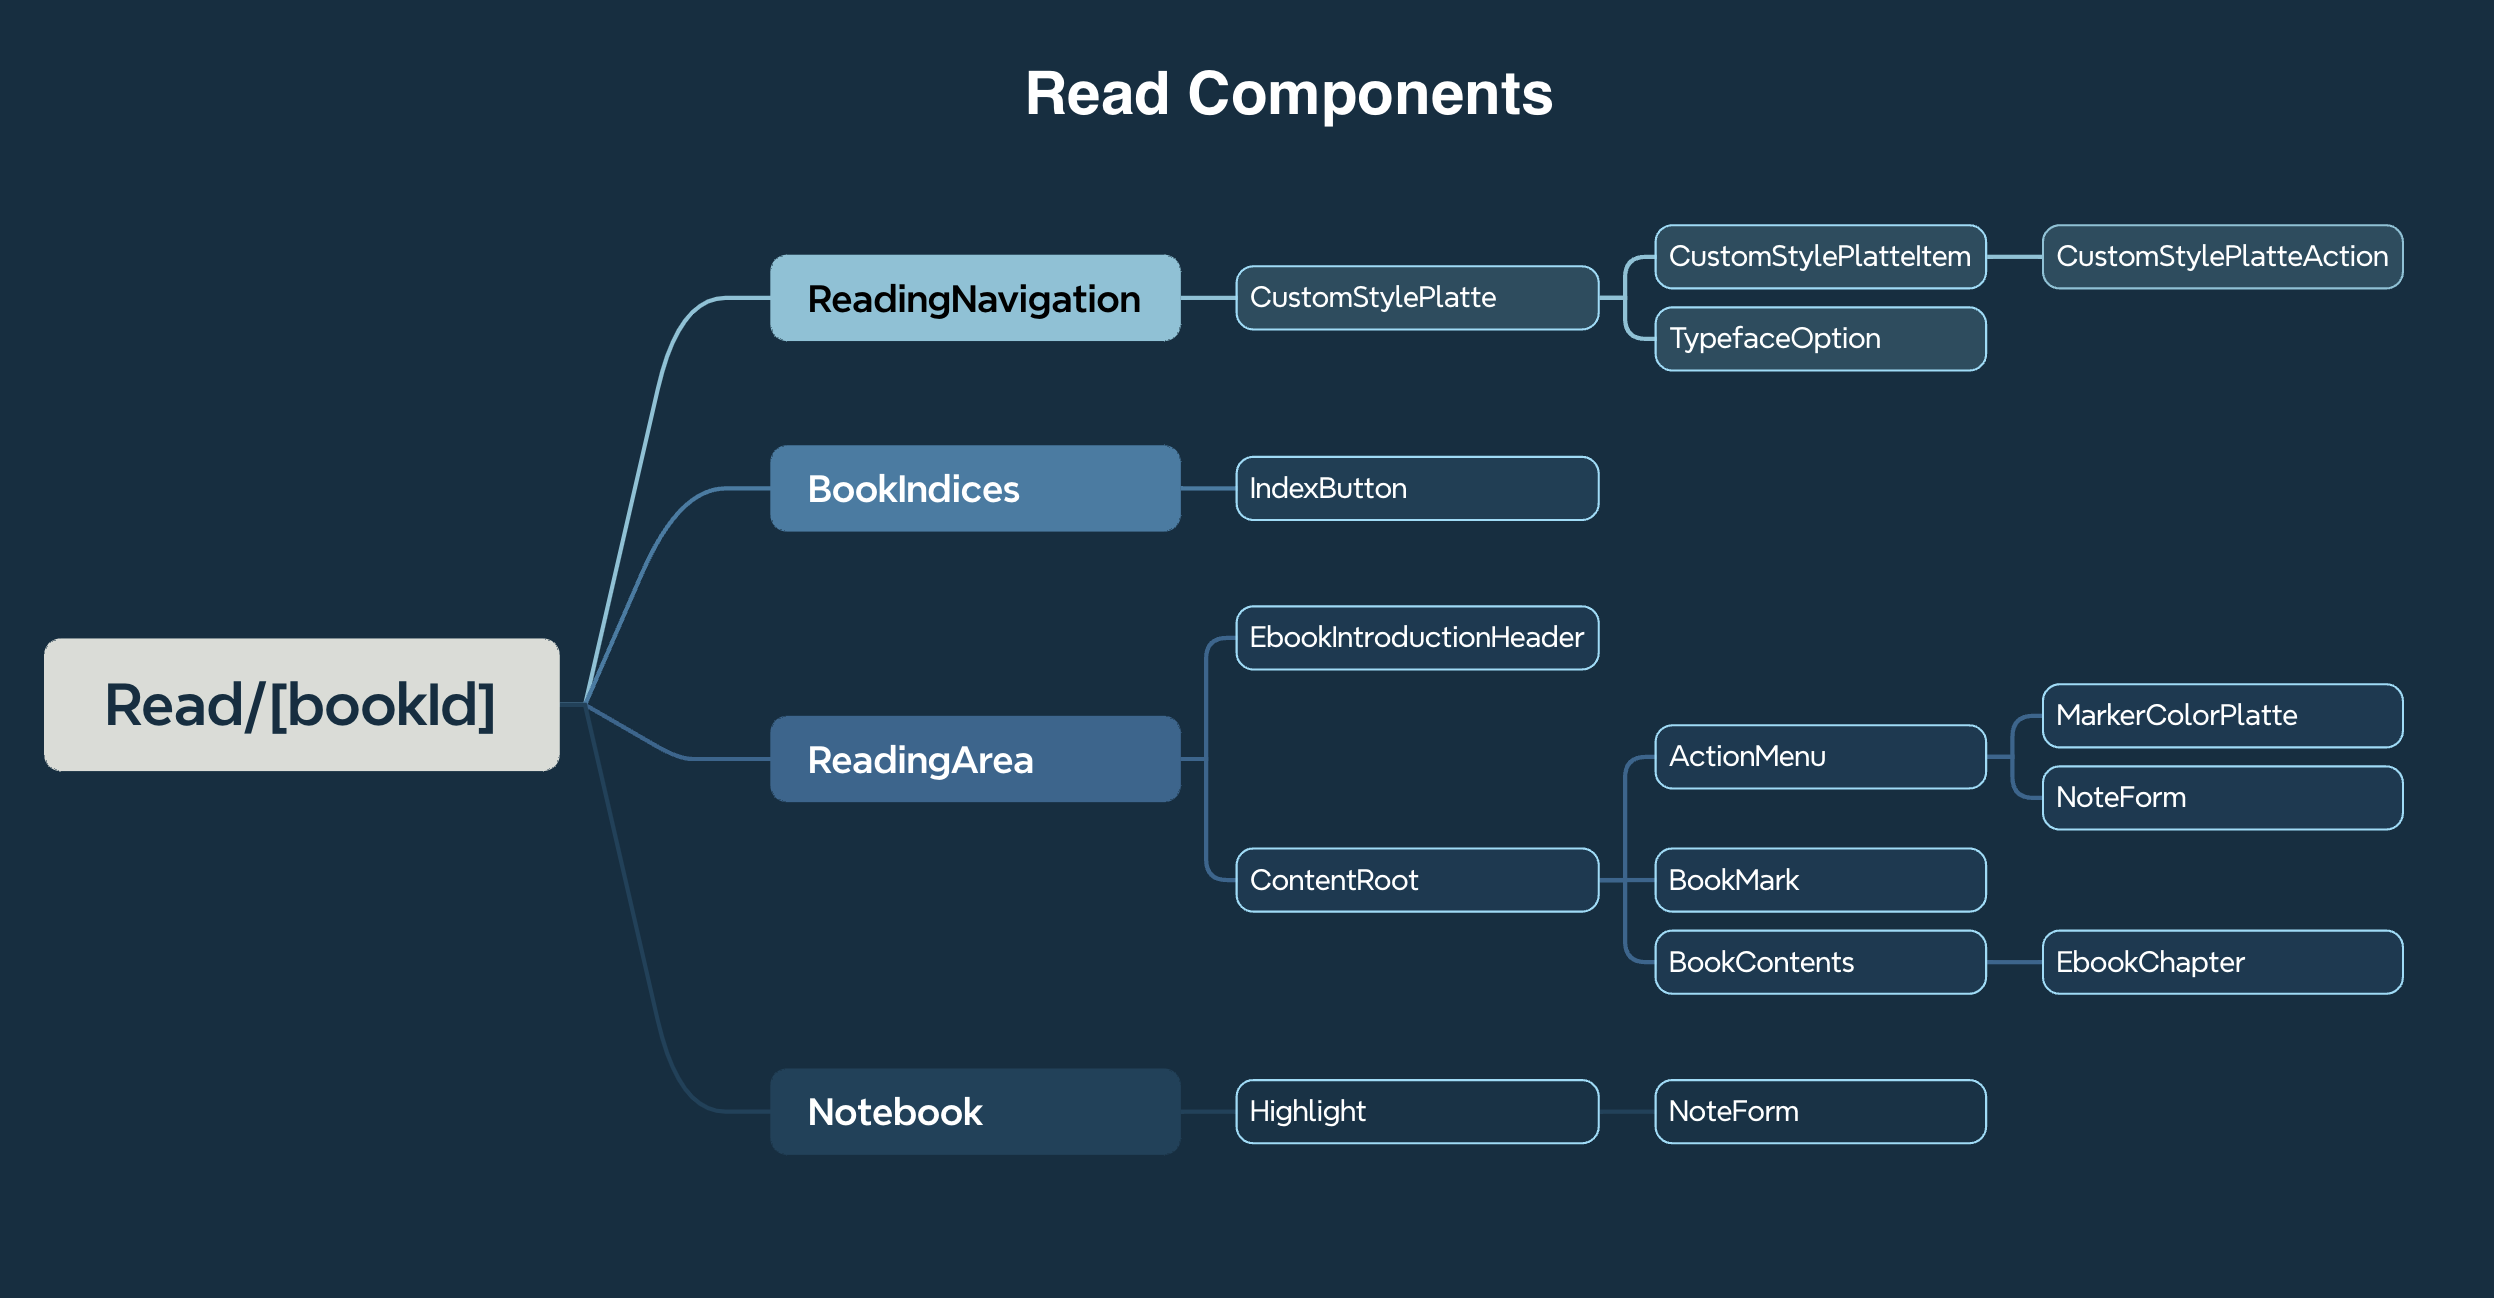 Read Components
Read/[bookId]
ReadingNavigation
CustomStylePlatte
CustomStylePlatteItem
CustomStylePlatteAction
TypefaceOption
BookIndices
IndexButton
ReadingArea
EbookIntroductionHeader
ContentRoot
ActionMenu
MarkerColorPlatte
NoteForm
BookMark
BookContents
EbookChapter
Notebook
Highlight
NoteForm